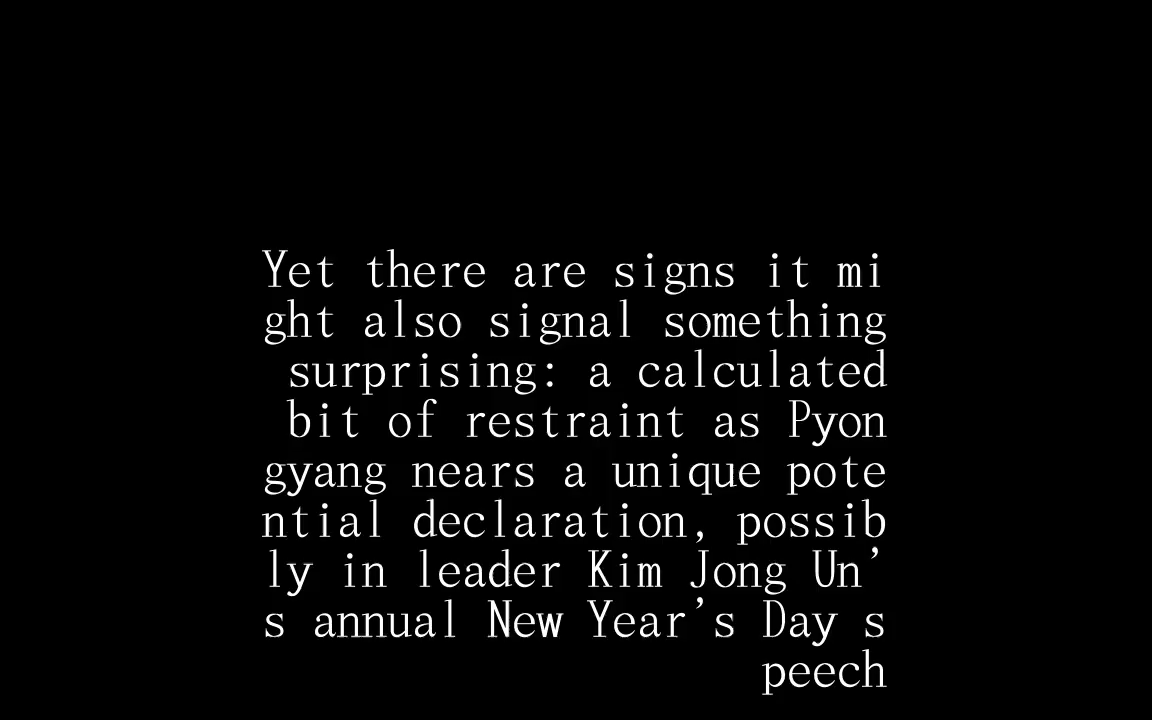 Yet there are signs it mi
ght also signal something
surprising: a calculated
bit of restraint as Pyon
gyang nears a unique pote
ntial declaration, possib
ly in leader Kim Jong Un’
s annual New Year’s Day s
peech